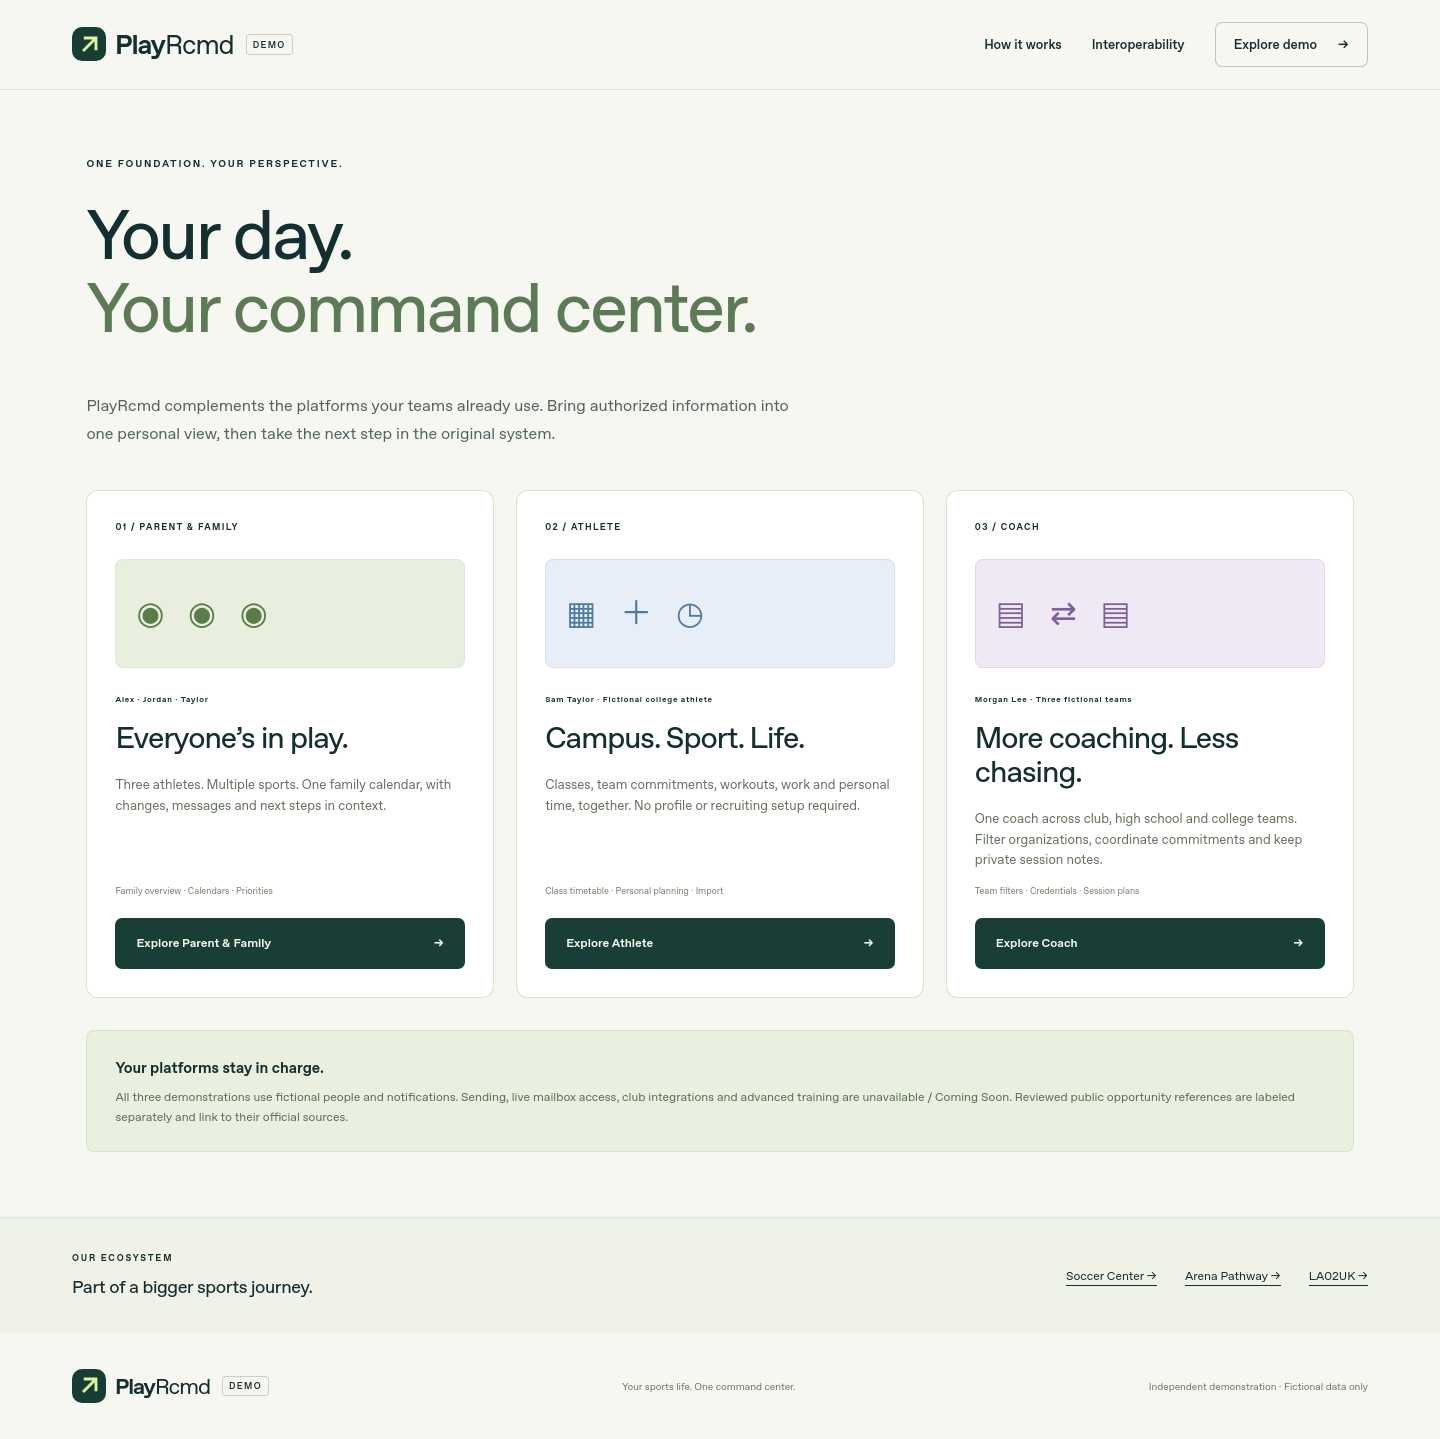 PlayRcmd DEMO
How it works
Interoperability
Explore demo →
ONE FOUNDATION. YOUR PERSPECTIVE.
Your day.
Your command center.
PlayRcmd complements the platforms your teams already use. Bring authorized information into
one personal view, then take the next step in the original system.
01 / PARENT & FAMILY
Alex · Jordan · Taylor
Everyone’s in play.
Three athletes. Multiple sports. One family calendar, with
changes, messages and next steps in context.
Family overview · Calendars · Priorities
Explore Parent & Family →
02 / ATHLETE
Sam Taylor · Fictional college athlete
Campus. Sport. Life.
Classes, team commitments, workouts, work and personal
time, together. No profile or recruiting setup required.
Class timetable · Personal planning · Import
Explore Athlete →
03 / COACH
Morgan Lee · Three fictional teams
More coaching. Less
chasing.
One coach across club, high school and college teams.
Filter organizations, coordinate commitments and keep
private session notes.
Team filters · Credentials · Session plans
Explore Coach →
Your platforms stay in charge.
All three demonstrations use fictional people and notifications. Sending, live mailbox access, club integrations and advanced training are unavailable / Coming Soon. Reviewed public opportunity references are labeled
separately and link to their official sources.
OUR ECOSYSTEM
Part of a bigger sports journey.
Soccer Center →
Arena Pathway →
LA02UK →
PlayRcmd DEMO
Your sports life. One command center.
Independent demonstration · Fictional data only